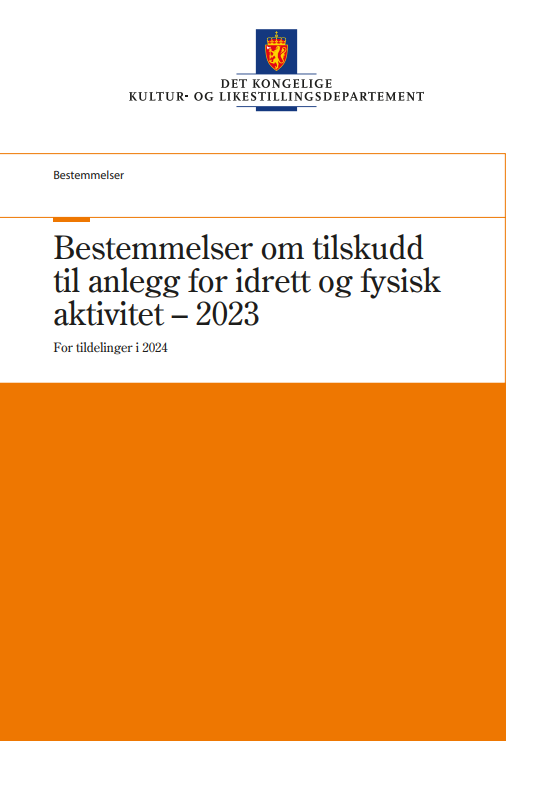 DET KONGELIGE
KULTUR- OG LIKESTILLINGSDEPARTEMENT
Bestemmelser
Bestemmelser om tilskudd
til anlegg for idrett og fysisk
aktivitet – 2023
For tildelinger i 2024